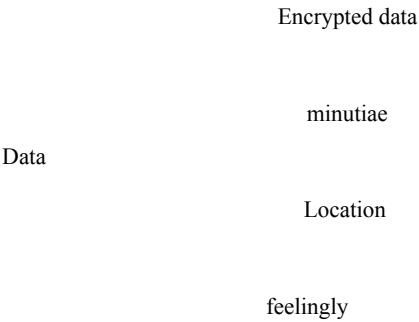 Encrypted data
minutiae
Data
Location
feelingly